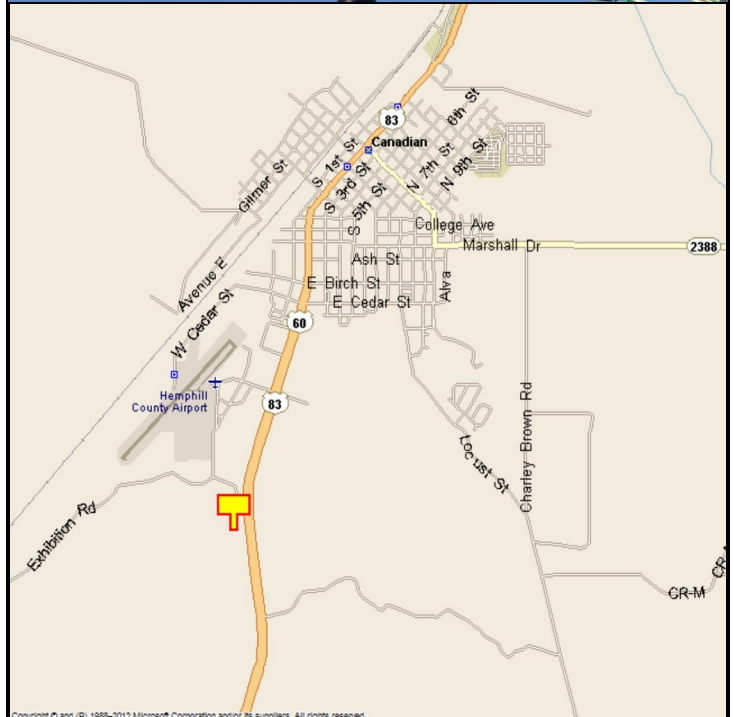 83
6th St
Canadian
S 1st St
N 7th St
N 9th St
Gilmer St
S 3rd St
S 5th St
College Ave
Marshall Dr
2388
Ash St
Avenue E
E Birch St
Alva
E Cedar St
W Cedar St
60
Hemphill
County Airport
83
Charley Brown Rd
Locust St
Exhibition Rd
CR-M
CR-
Copyright © and (P) 1988–2012 Microsoft Corporation and/or its suppliers. All rights reserved.